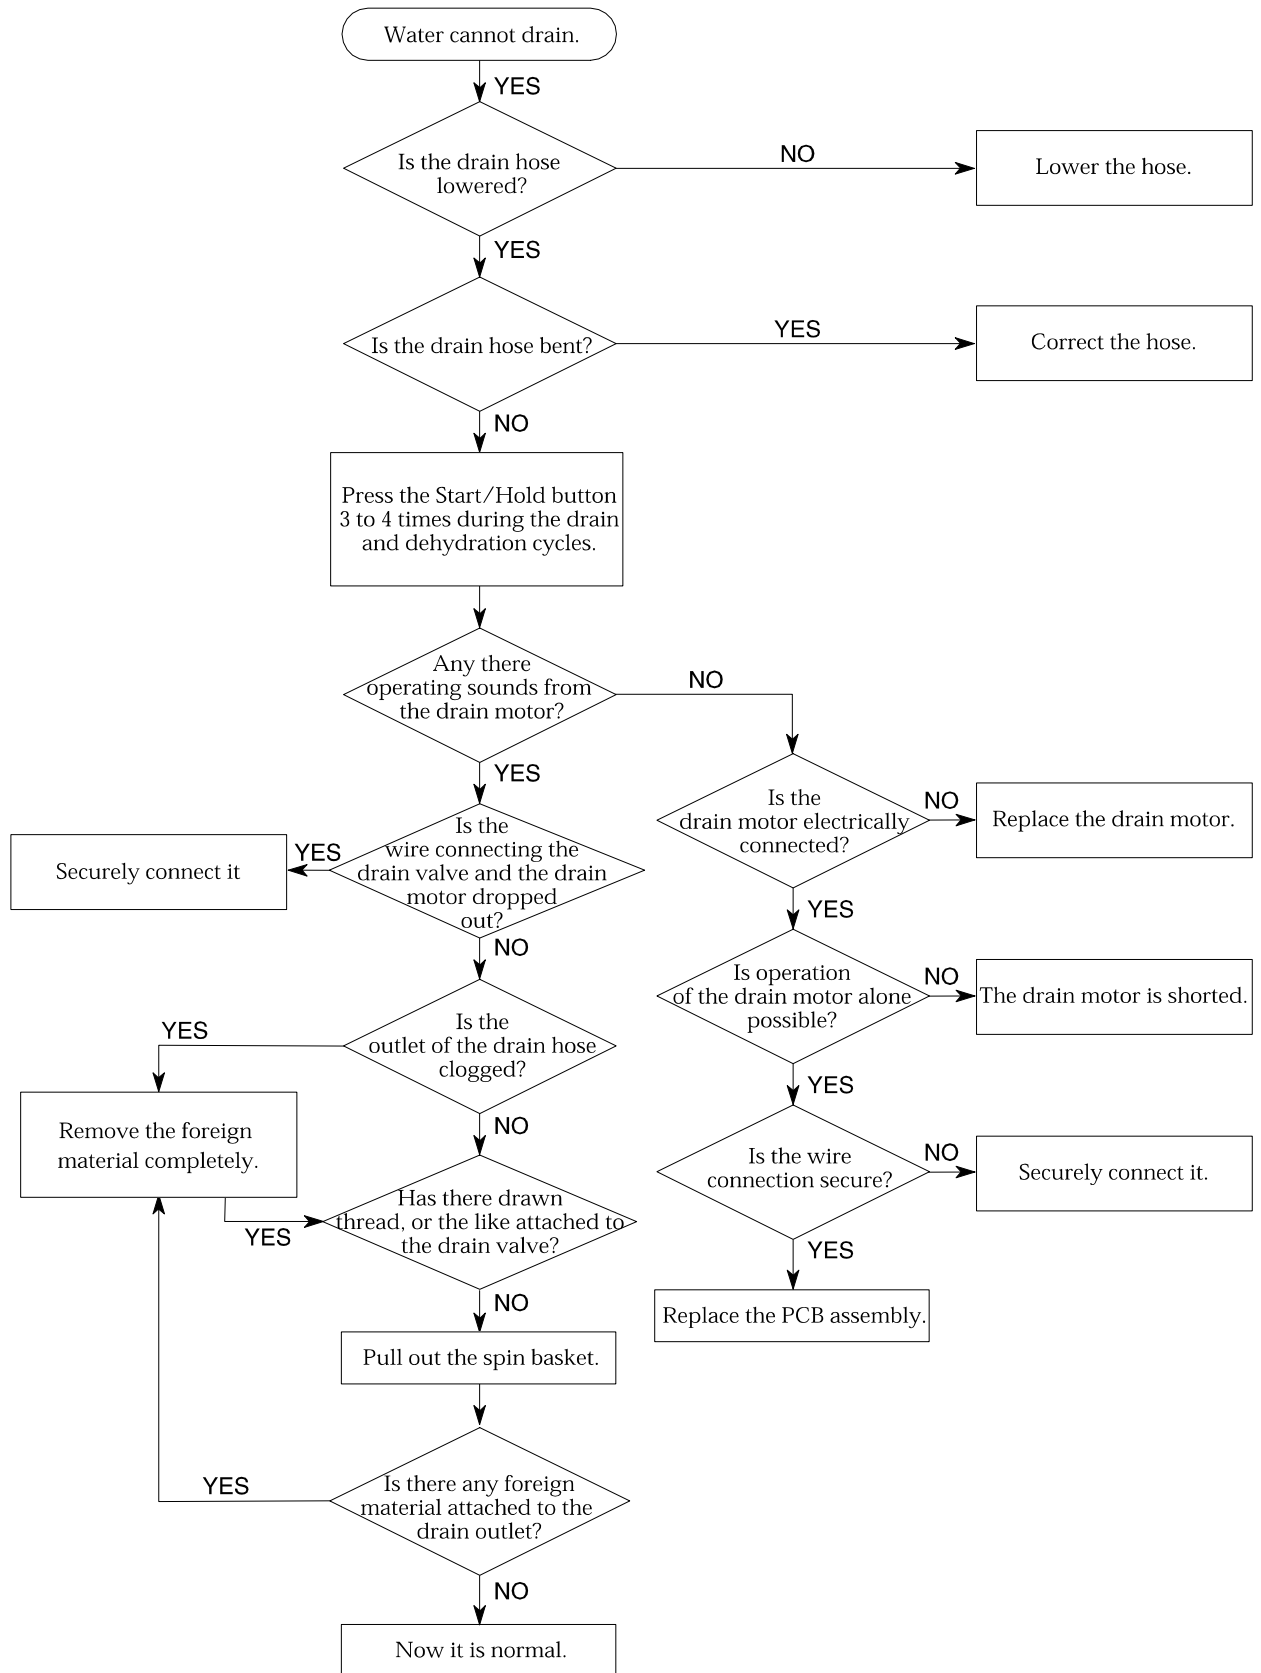 Water cannot drain.
YES
Is the drain hose
lowered?
NO
Lower the hose.
YES
Is the drain hose bent?
YES
Correct the hose.
NO
Press the Start/Hold button
3 to 4 times during the drain
and dehydration cycles.
Any there
operating sounds from
the drain motor?
NO
YES
Is the
drain motor electrically
connected?
NO
Replace the drain motor.
Is the
wire connecting the
drain valve and the drain
motor dropped
out?
YES
Securely connect it
YES
NO
Is operation
of the drain motor alone
possible?
NO
The drain motor is shorted.
Is the
outlet of the drain hose
clogged?
YES
YES
Remove the foreign
material completely.
NO
Is the wire
connection secure?
NO
Securely connect it.
Has there drawn
thread, or the like attached to
the drain valve?
YES
YES
NO
Replace the PCB assembly.
Pull out the spin basket.
Is there any foreign
material attached to the
drain outlet?
YES
NO
Now it is normal.